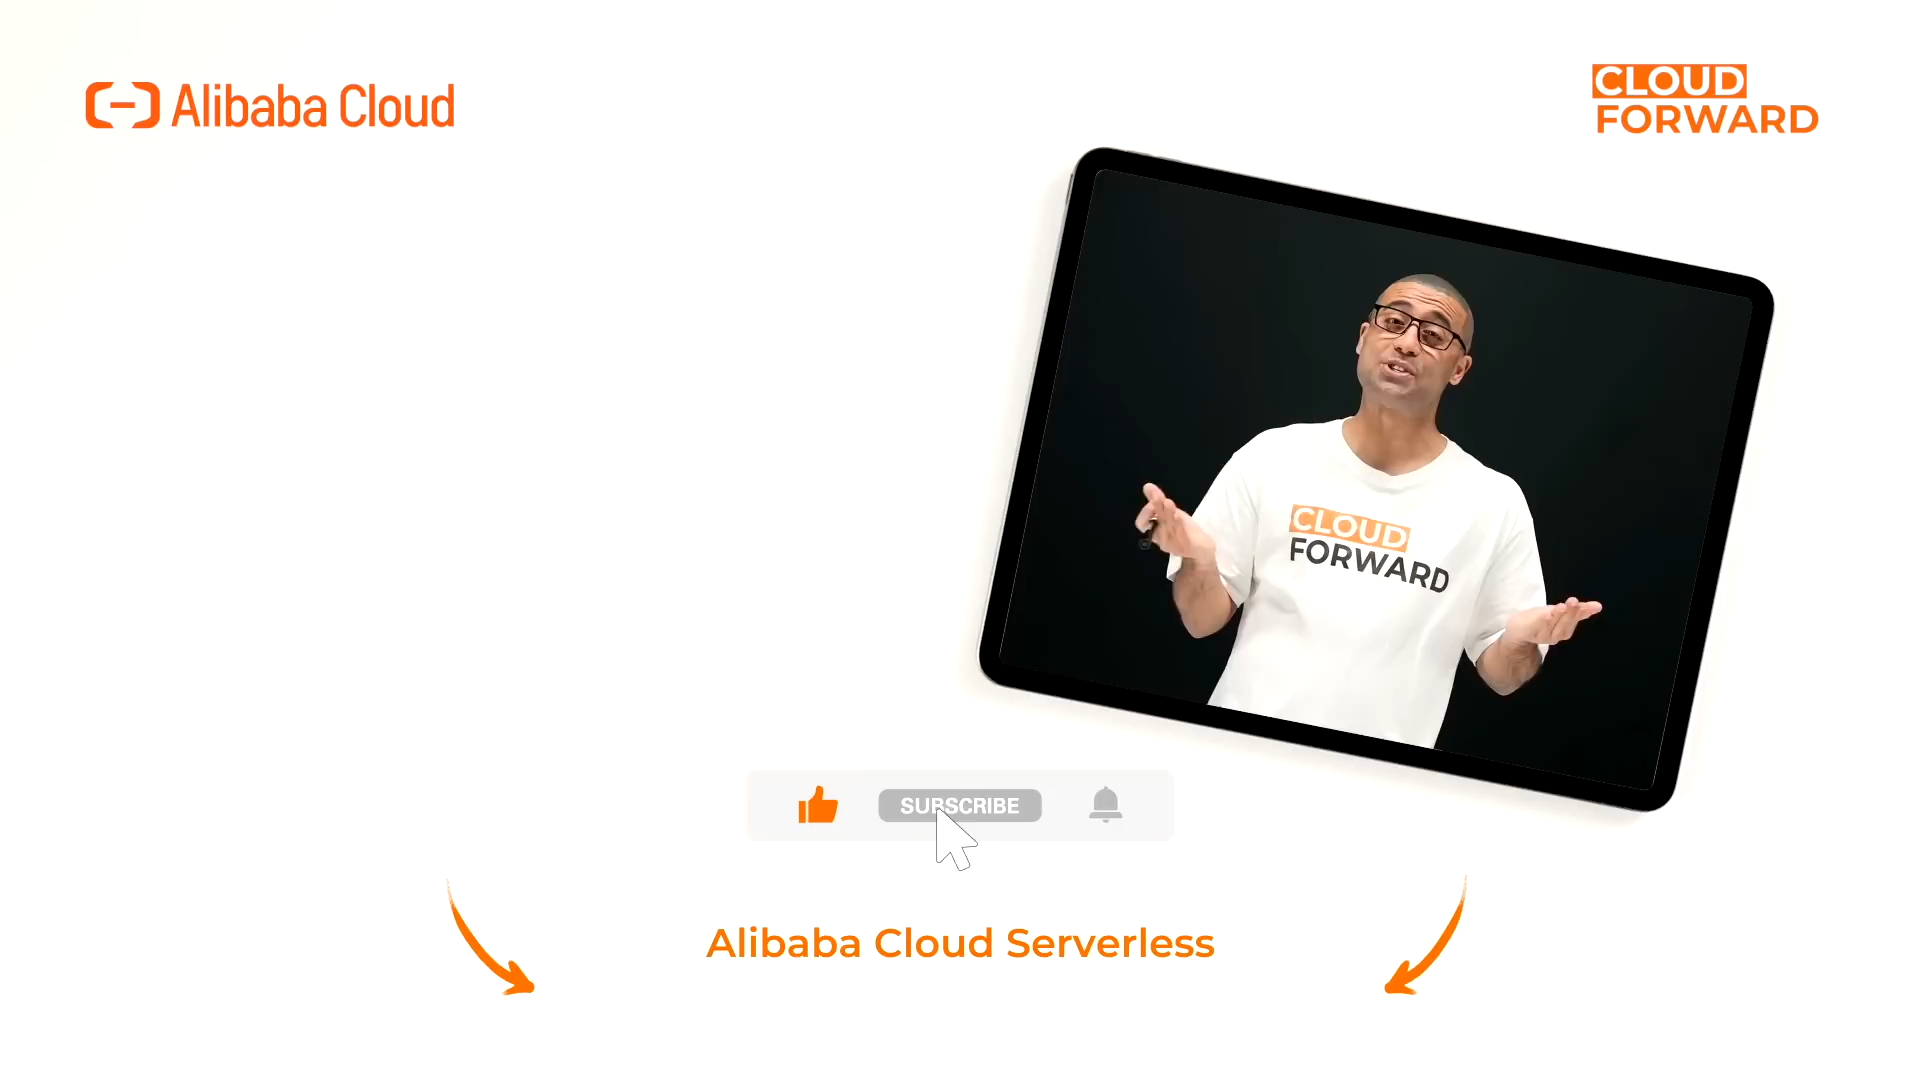 Alibaba Cloud
CLOUD
FORWARD
CLOUD
FORWARD
SUBSCRIBE
Alibaba Cloud Serverless